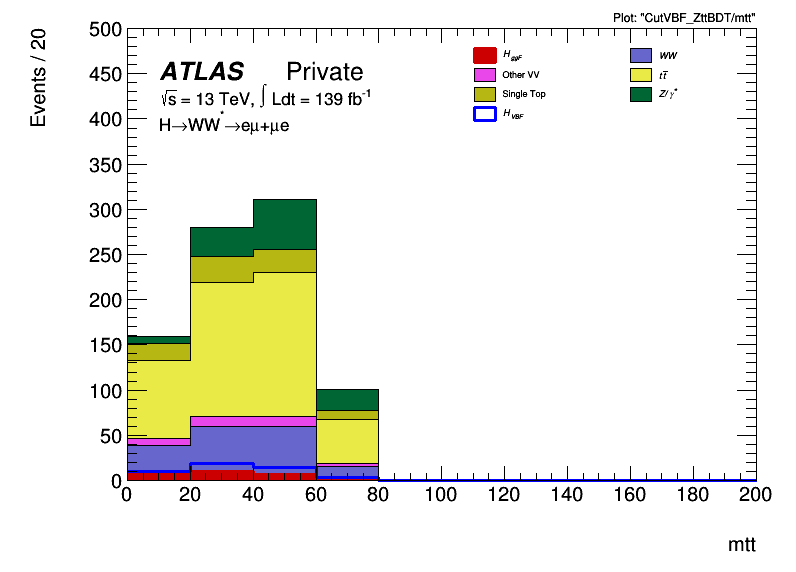 Plot: "CutVBF_ZttBDT/mtt"
Events / 20
500
450
400
350
300
250
200
150
100
50
0
ATLAS Private
√s = 13 TeV, ∫ Ldt = 139 fb⁻¹
H→WW*→eμ+μe
H ggF
Other VV
Single Top
H VBF
WW
tt̄
Z/γ*
0 20 40 60 80 100 120 140 160 180 200
mtt